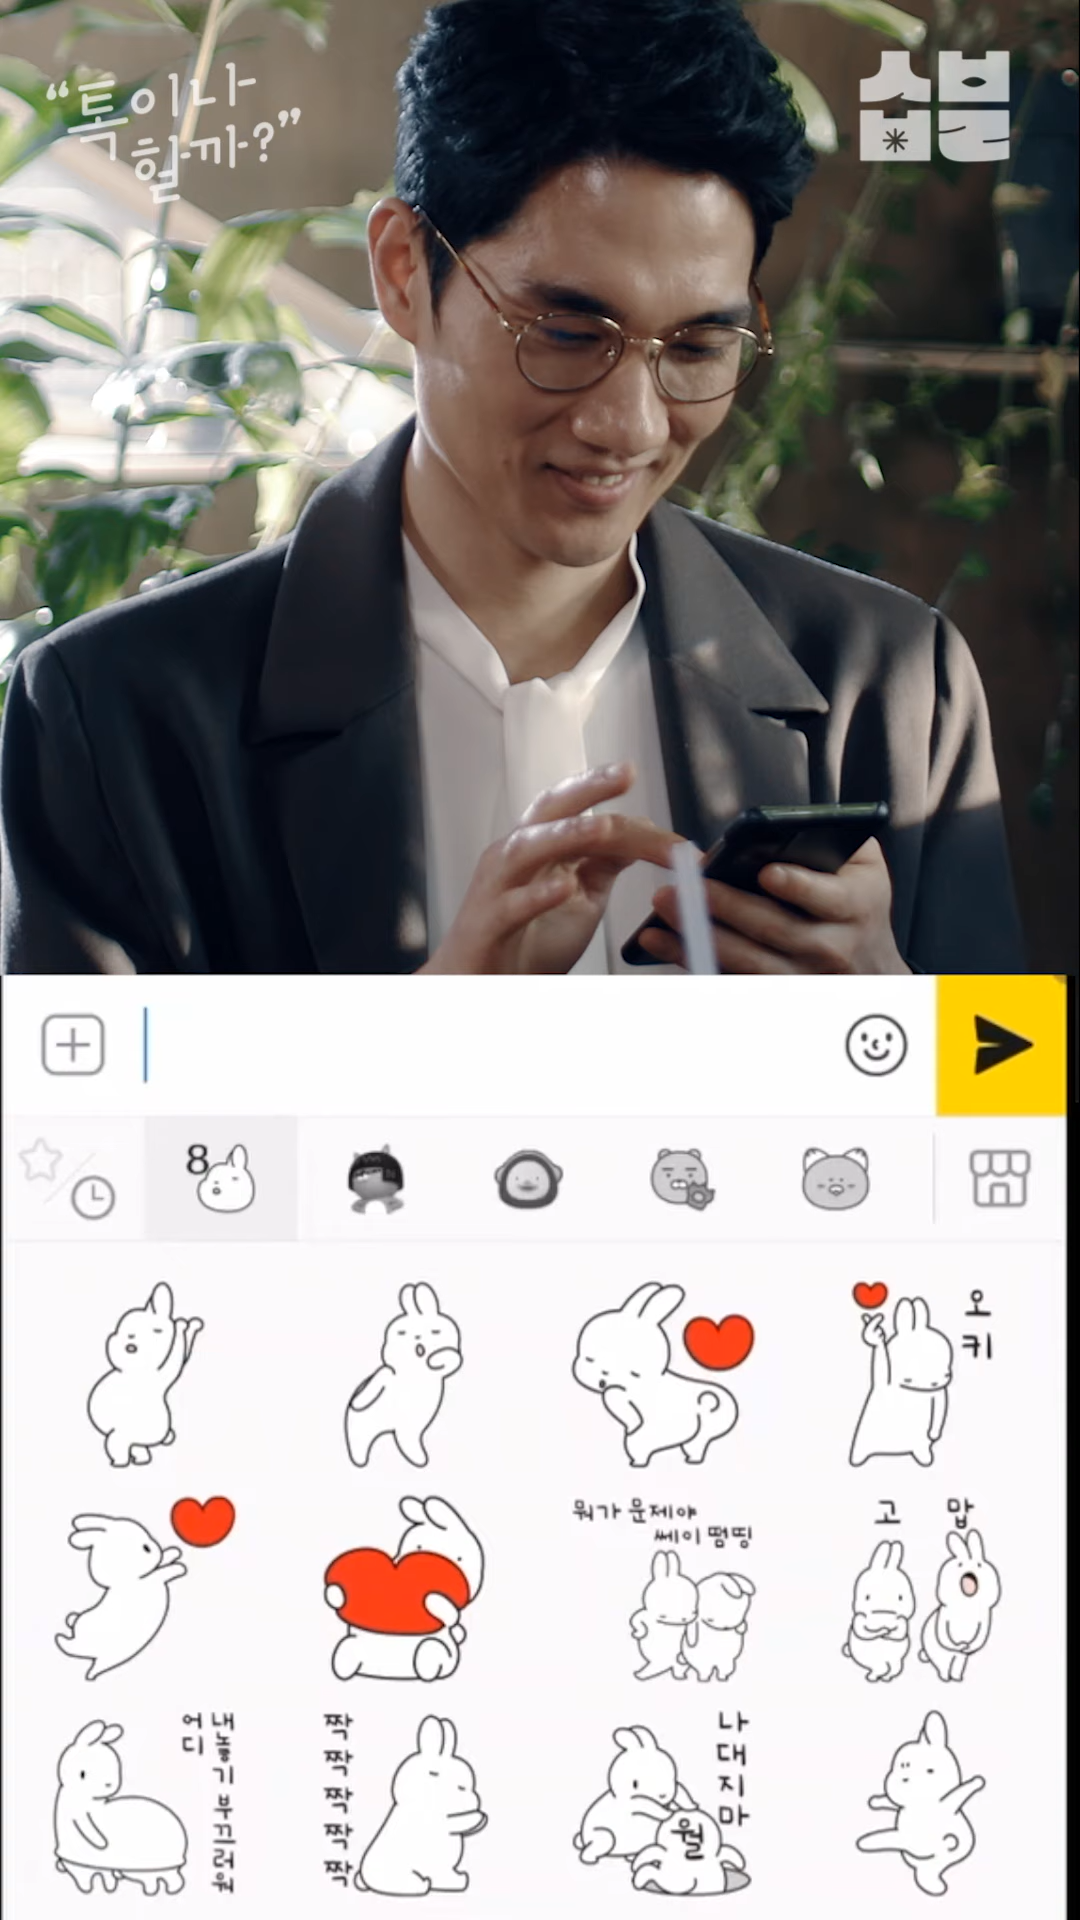 “톡이나
할까?”
숩분
8
오
키
뭐가 문제야
쎄이 떰띵
고 맙
어디
내놓기 부끄러워
짝
짝
짝
짝
짝
나
대
지
마
월